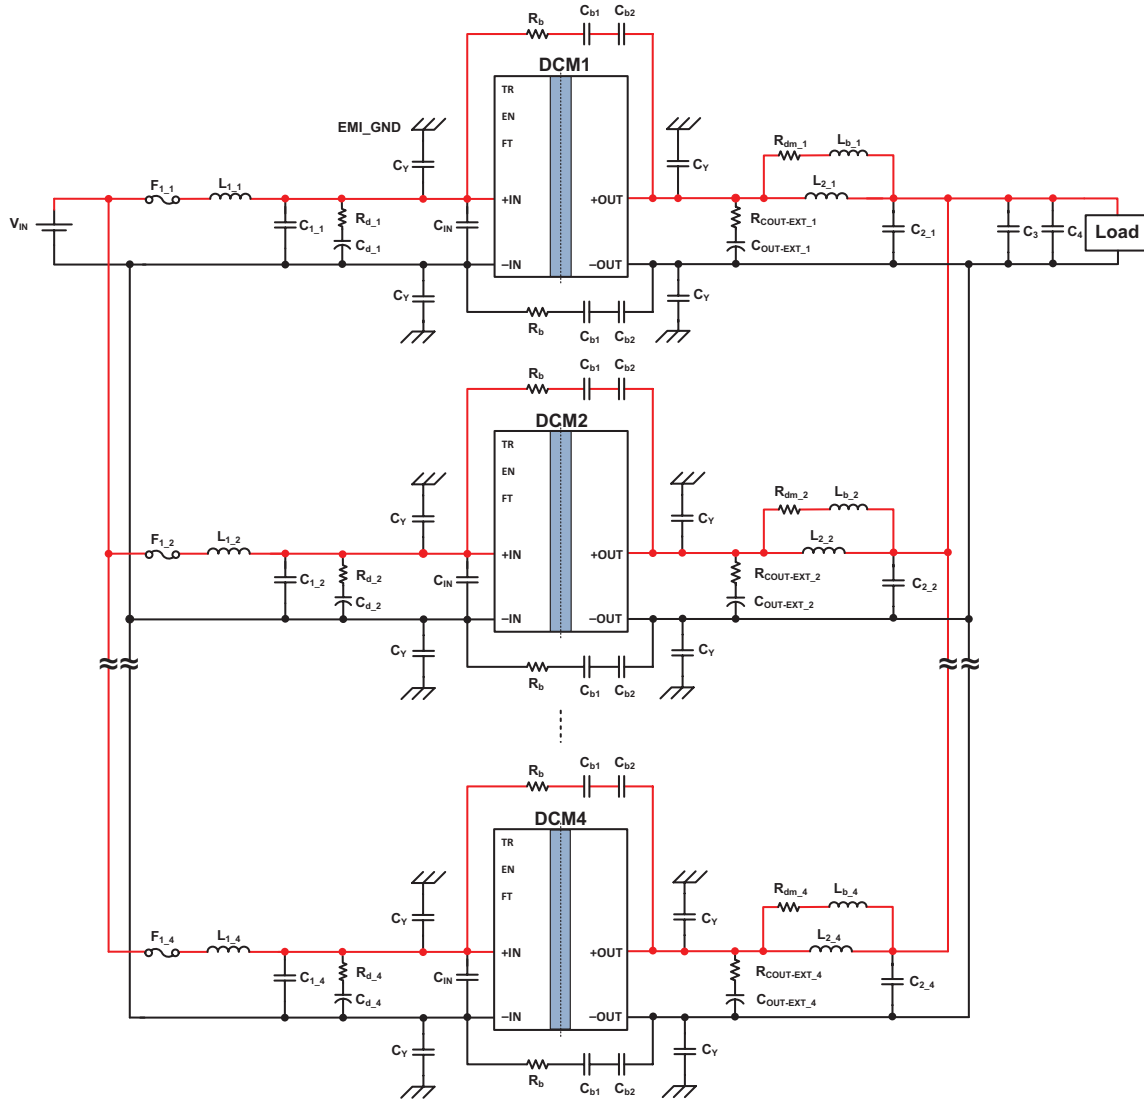 Rb Cb1 Cb2
DCM1
TR
EN
FT
EMI_GND
CY
CY
Rdm_1 Lb_1
F1_1 L1_1
L2_1
VIN
+IN
+OUT
C1_1 Rd_1
Cd_1
CIN
RCOUT-EXT_1
COUT-EXT_1
C2_1
C3 C4
Load
–IN
–OUT
CY
CY
Rb
Cb1 Cb2
Rb Cb1 Cb2
DCM2
TR
EN
FT
CY
CY
Rdm_2 Lb_2
F1_2 L1_2
L2_2
+IN
+OUT
C1_2 Rd_2
Cd_2
CIN
RCOUT-EXT_2
COUT-EXT_2
C2_2
–IN
–OUT
CY
CY
Rb
Cb1 Cb2
Rb Cb1 Cb2
DCM4
TR
EN
FT
CY
CY
Rdm_4 Lb_4
F1_4 L1_4
L2_4
+IN
+OUT
C1_4 Rd_4
Cd_4
CIN
RCOUT-EXT_4
COUT-EXT_4
C2_4
–IN
–OUT
CY
CY
Rb
Cb1 Cb2